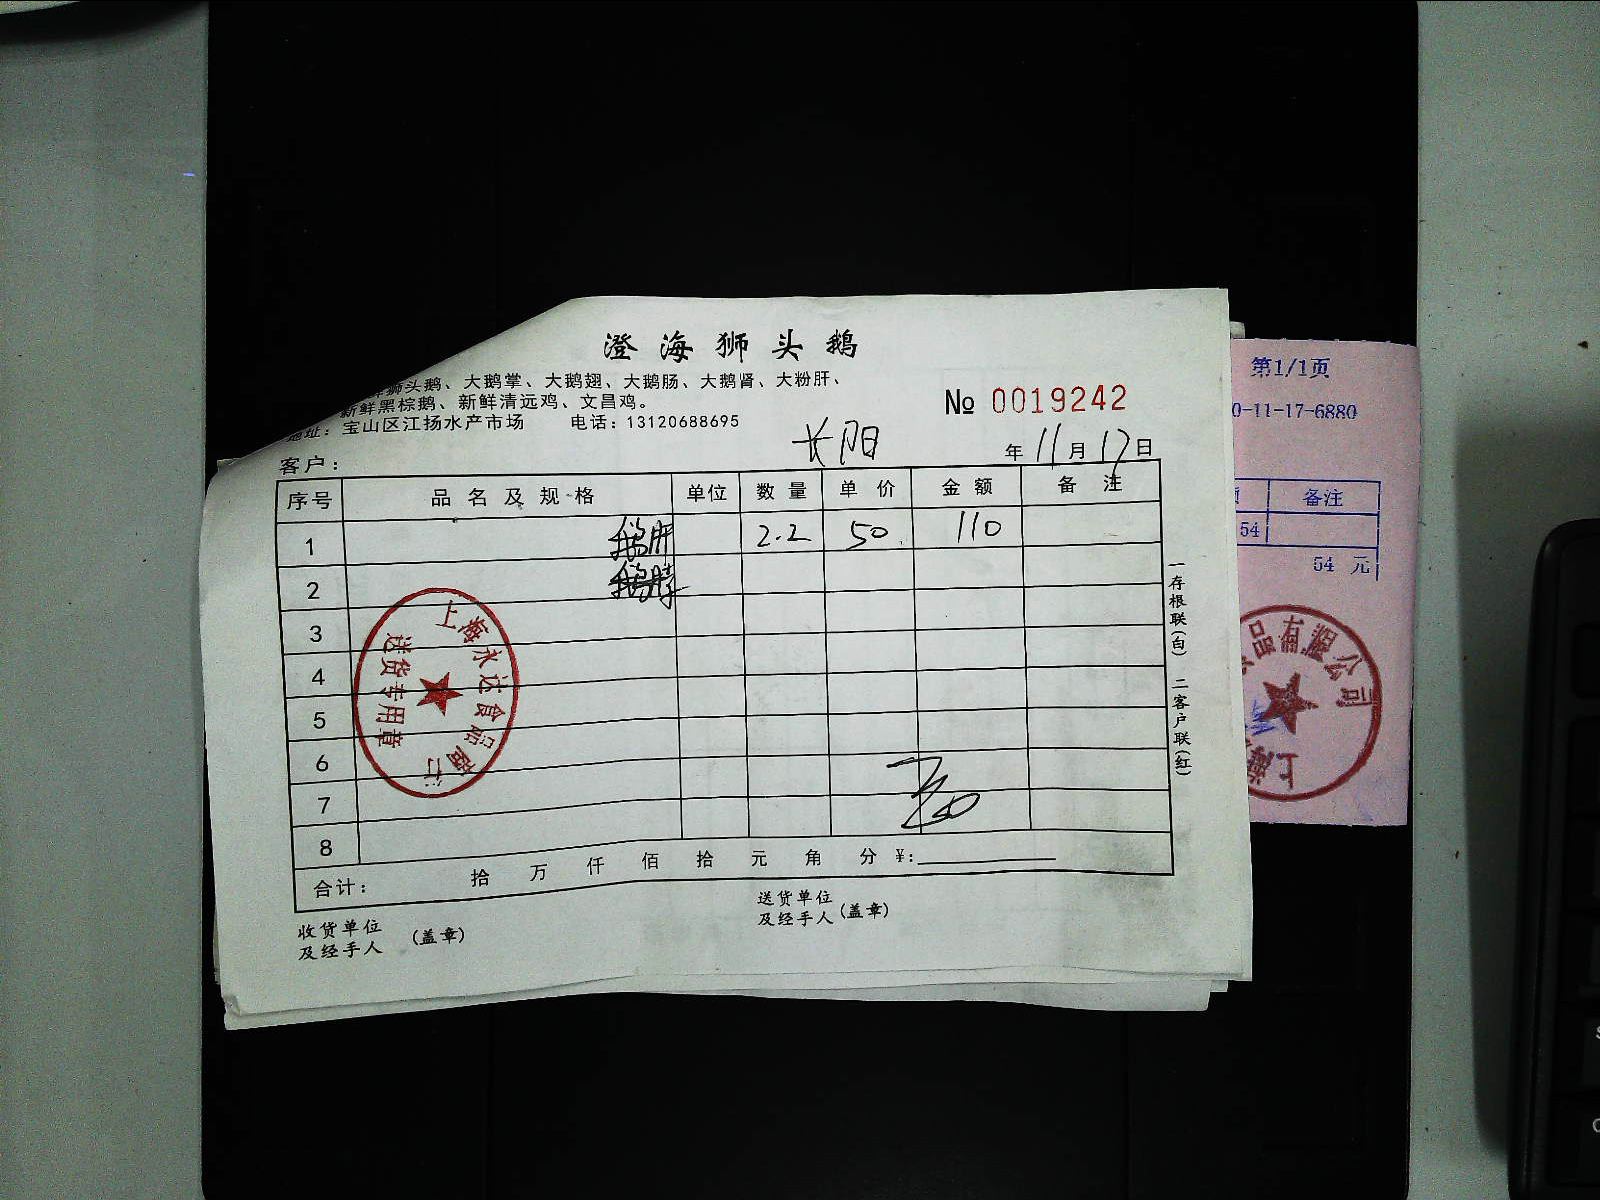 澄海狮头鹅
狮头鹅、大鹅掌、大鹅翅、大鹅肠、大鹅肾、大粉肝、
新鲜黑棕鹅、新鲜清远鸡、文昌鸡。
地址：宝山区江扬水产市场 电话：13120688695
№ 0019242
长阳
客户： 年 11 月 17 日
序号 品名及规格 单位 数量 单价 金额 备注
1 鹅肝 2.2 50 110
2
3
4
5
6
7
8
合计： 拾 万 仟 佰 拾 元 角 分 ¥:
收货单位
及经手人 (盖章)
送货单位
及经手人 (盖章)
一存根联(白) 二客户联(红)
上海永达食品商行
送货专用章
第1/1页
0-11-17-6880
备注
54
54 元
品有限公司
上海